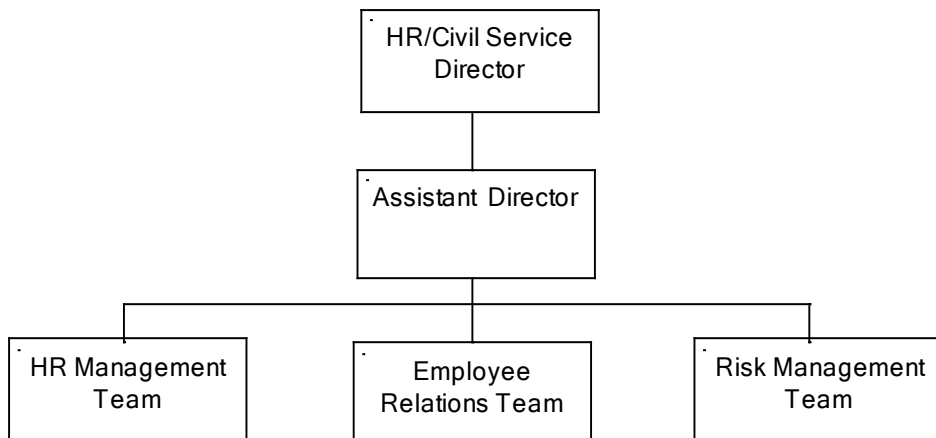 HR/Civil Service
Director
Assistant Director
HR Management
Team
Employee
Relations Team
Risk Management
Team